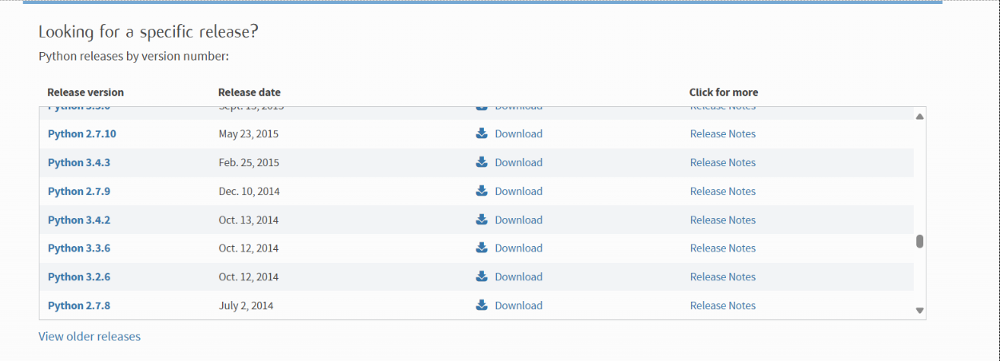 Looking for a specific release?
Python releases by version number:
Release version Release date Click for more
Python 2.7.10 May 23, 2015 Download Release Notes
Python 3.4.3 Feb. 25, 2015 Download Release Notes
Python 2.7.9 Dec. 10, 2014 Download Release Notes
Python 3.4.2 Oct. 13, 2014 Download Release Notes
Python 3.3.6 Oct. 12, 2014 Download Release Notes
Python 3.2.6 Oct. 12, 2014 Download Release Notes
Python 2.7.8 July 2, 2014 Download Release Notes
View older releases